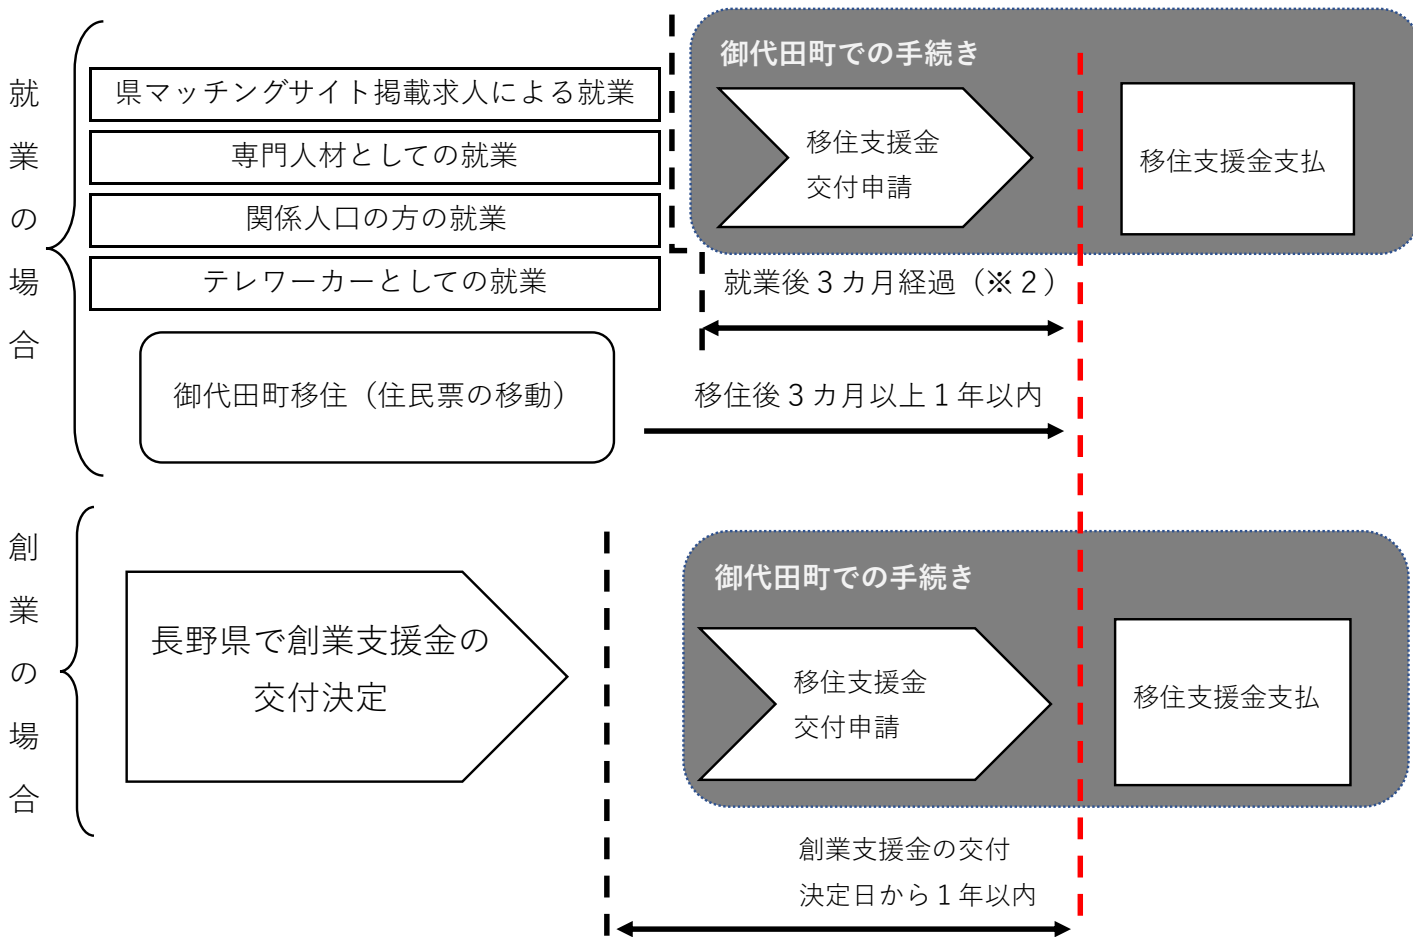 就業の場合
県マッチングサイト掲載求人による就業
専門人材としての就業
関係人口の方の就業
テレワーカーとしての就業
御代田町移住（住民票の移動）
御代田町での手続き
移住支援金
交付申請
移住支援金支払
就業後３カ月経過（※２）
移住後３カ月以上１年以内
創業の場合
長野県で創業支援金の
交付決定
御代田町での手続き
移住支援金
交付申請
移住支援金支払
創業支援金の交付
決定日から１年以内